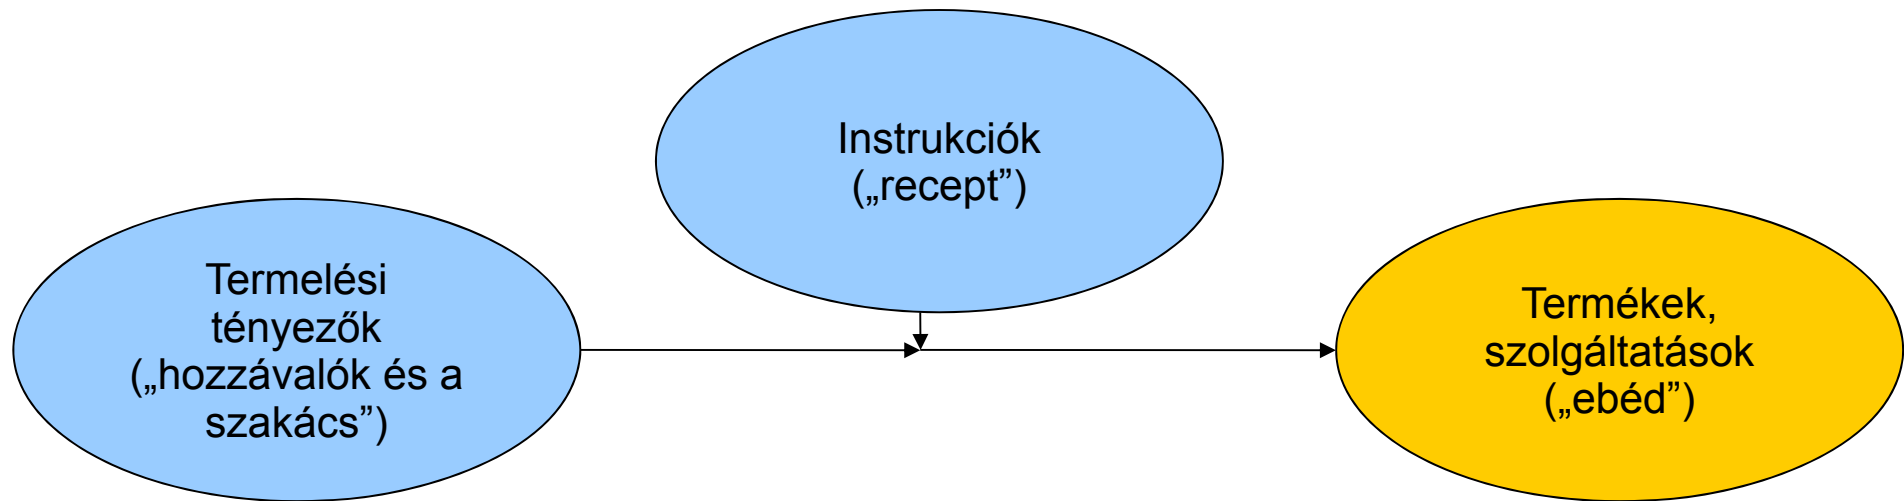 Instrukciók
(„recept”)
Termelési
tényezők
(„hozzávalók és a
szakács”)
Termékek,
szolgáltatások
(„ebéd”)